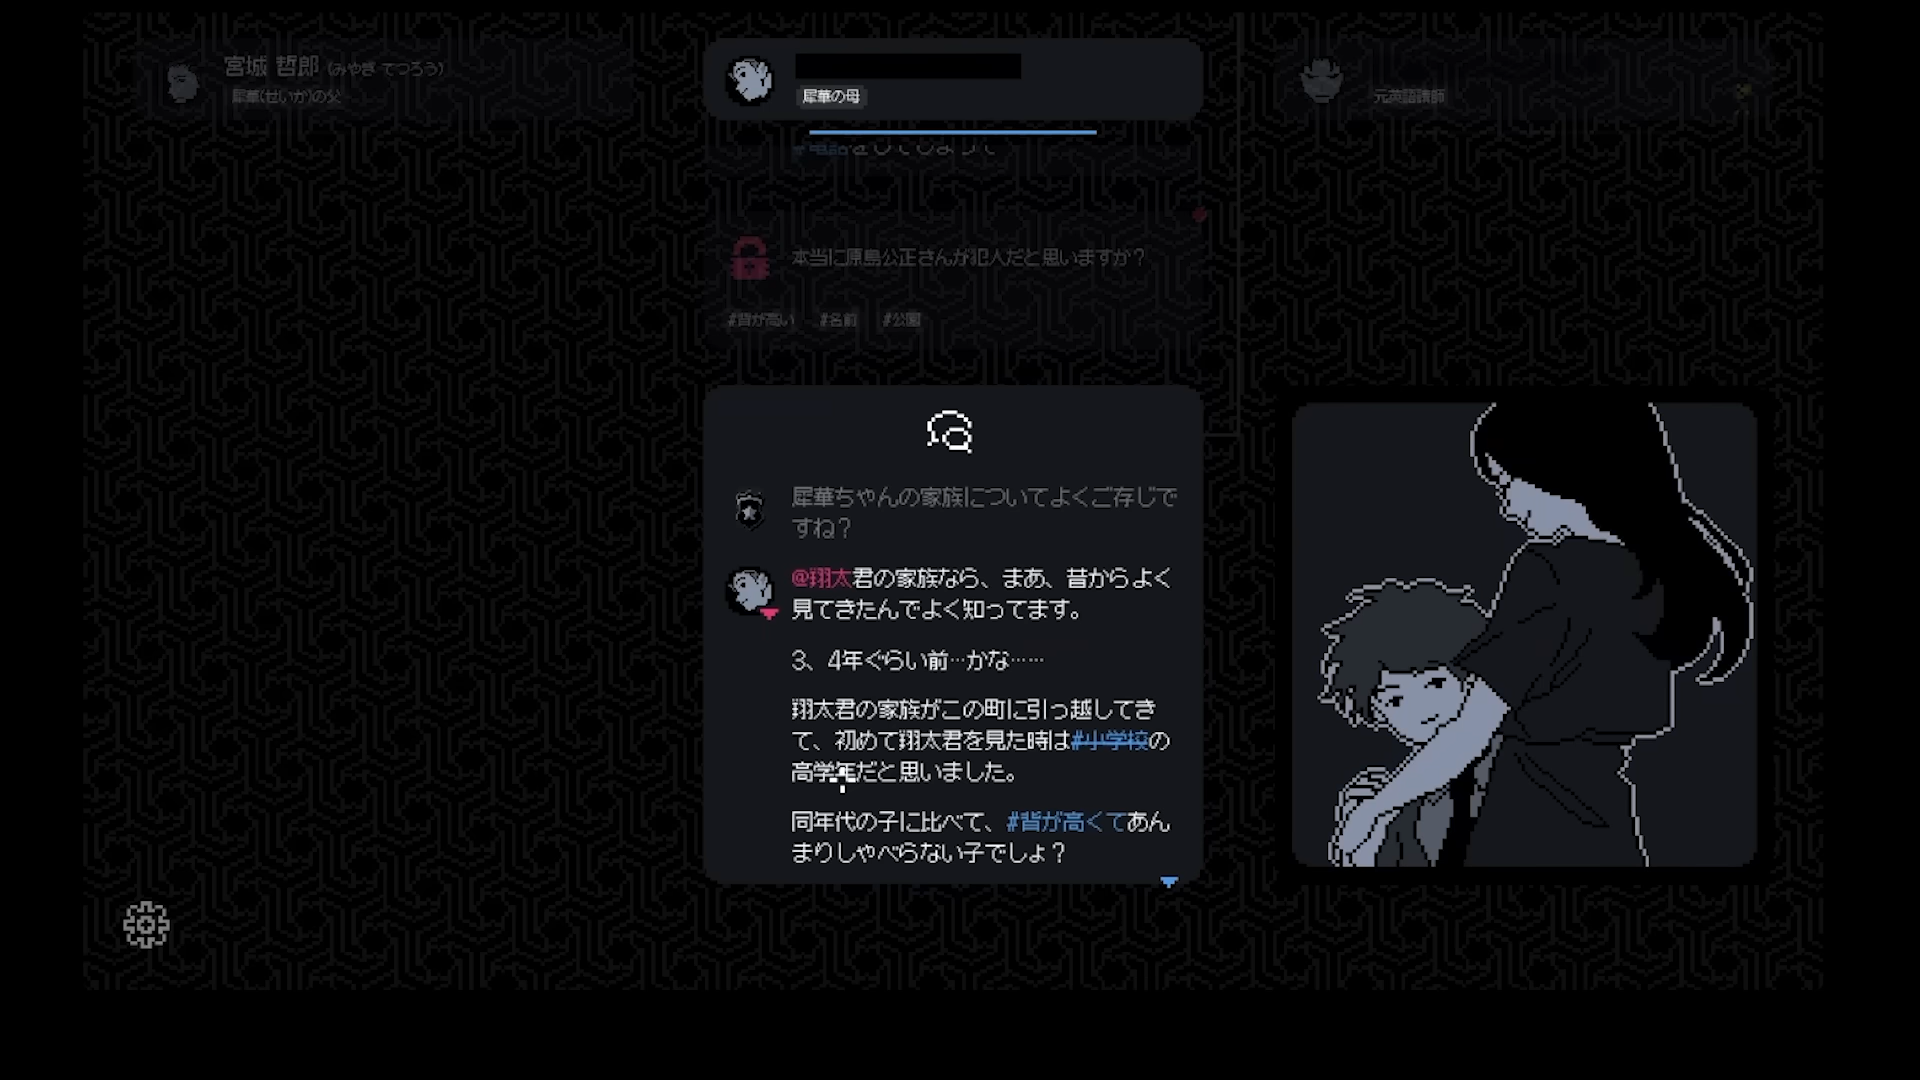 宮城 哲郎 (みやぎ てつろう)
犀華(せいか)の父
犀華の母
元英語講師
#電話をしてしまって
本当に原島公正さんが犯人だと思いますか？
#背が高い #名前 #公園
犀華ちゃんの家族についてよくご存じで
すね？
@翔太君の家族なら、まあ、昔からよく
見てきたんでよく知ってます。
3、4年ぐらい前…かな……
翔太君の家族がこの町に引っ越してき
て、初めて翔太君を見た時は#小学校の
高学年だと思いました。
同年代の子に比べて、#背が高くてあん
まりしゃべらない子でしょ？